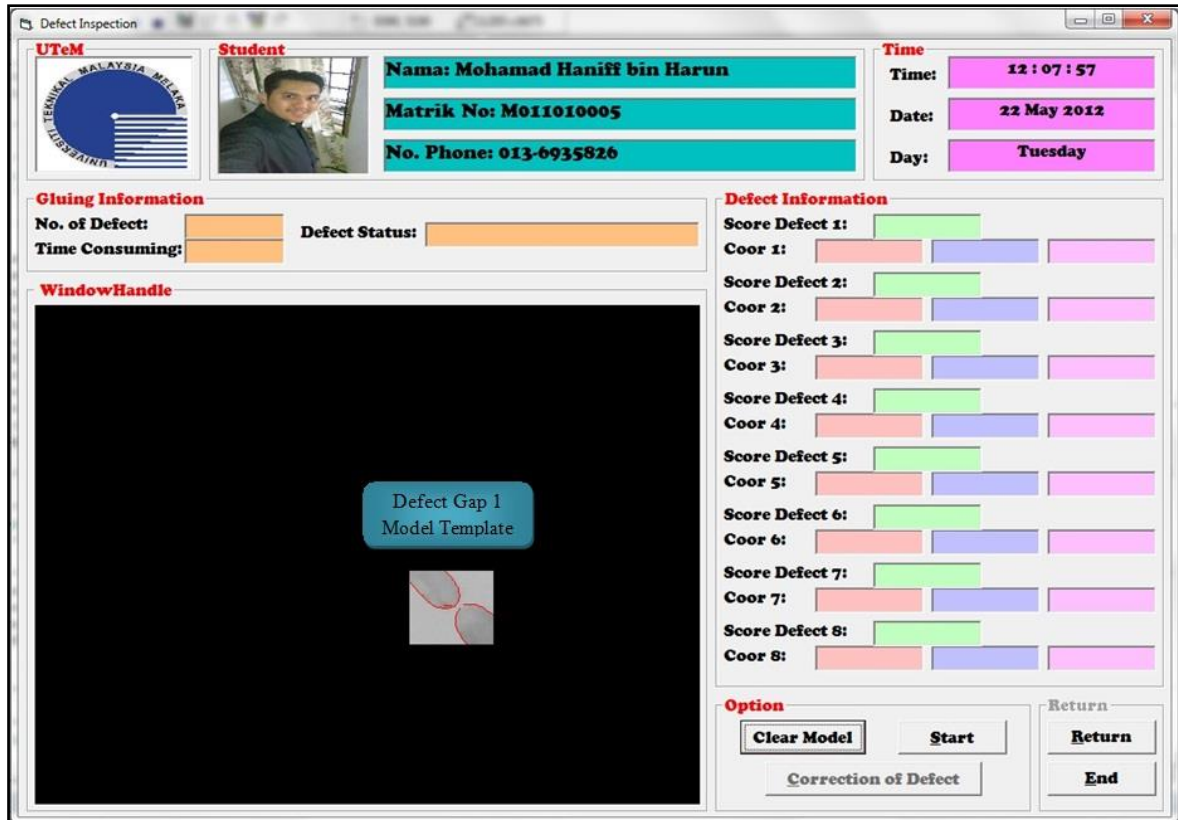 Defect Inspection
UTeM
UNIVERSITI TEKNIKAL MALAYSIA MELAKA
Student
Nama: Mohamad Haniff bin Harun
Matrik No: M011010005
No. Phone: 013-6935826
Time
Time: 12 : 07 : 57
Date: 22 May 2012
Day: Tuesday
Gluing Information
No. of Defect:
Time Consuming:
Defect Status:
WindowHandle
Defect Gap 1
Model Template
Defect Information
Score Defect 1:
Coor 1:
Score Defect 2:
Coor 2:
Score Defect 3:
Coor 3:
Score Defect 4:
Coor 4:
Score Defect 5:
Coor 5:
Score Defect 6:
Coor 6:
Score Defect 7:
Coor 7:
Score Defect 8:
Coor 8:
Option
Clear Model
Start
Correction of Defect
Return
Return
End